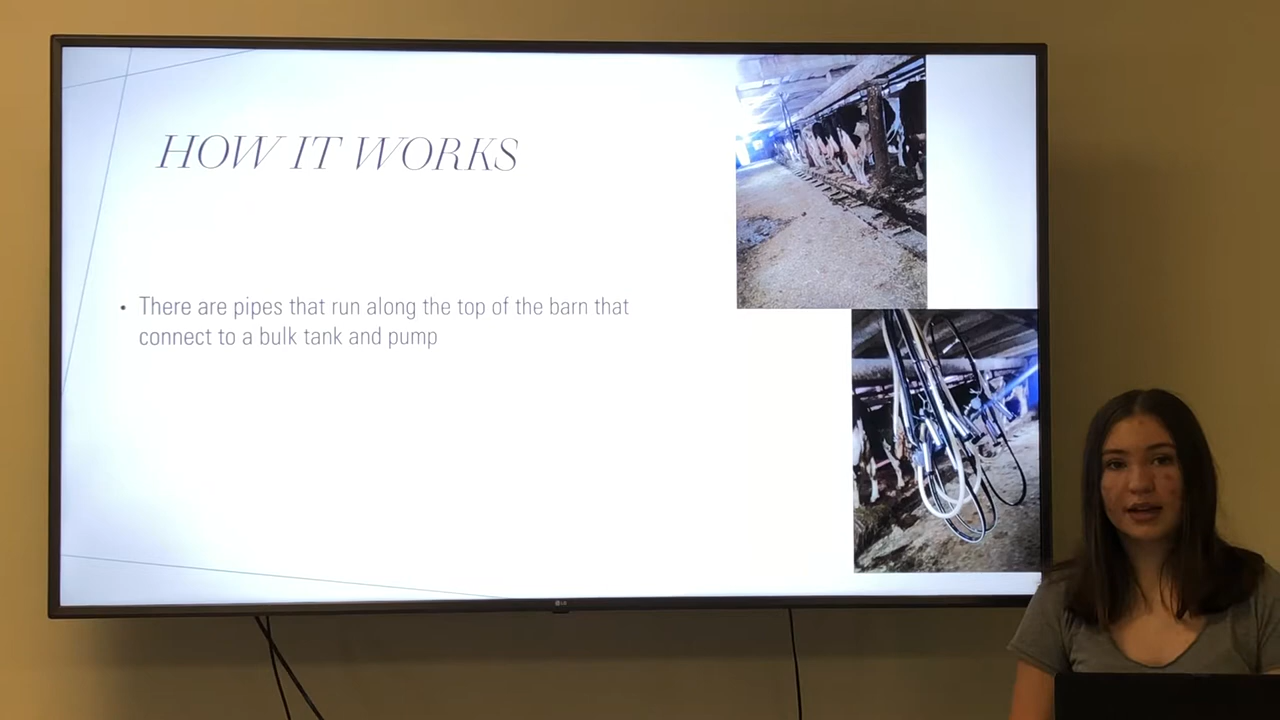 HOW IT WORKS
• There are pipes that run along the top of the barn that
connect to a bulk tank and pump
LG